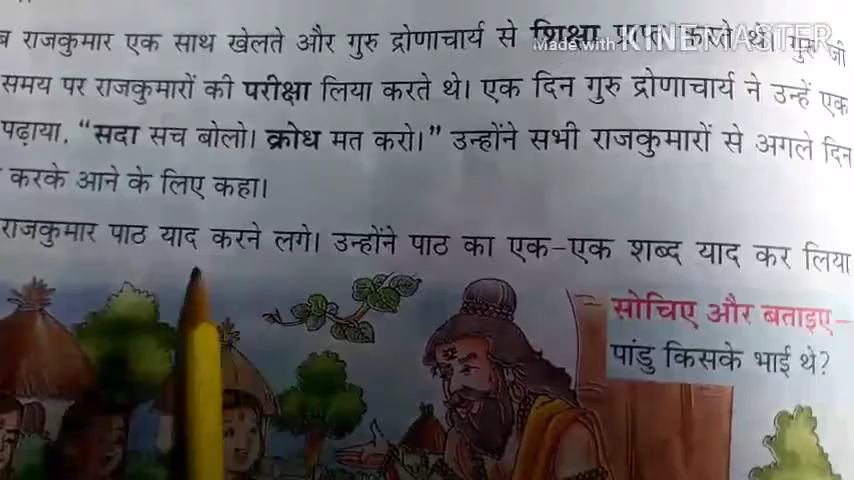 ब राजकुमार एक साथ खेलते और गुरु द्रोणाचार्य से शिक्षा प्राप्त करते थे। गुरु जी
Made with KINEMASTER
समय पर राजकुमारों की परीक्षा लिया करते थे। एक दिन गुरु द्रोणाचार्य ने उन्हें एक
पढ़ाया, “सदा सच बोलो। क्रोध मत करो।” उन्होंने सभी राजकुमारों से अगले दिन
करके आने के लिए कहा।
राजकुमार पाठ याद करने लगे। उन्होंने पाठ का एक-एक शब्द याद कर लिया
सोचिए और बताइए–
पांडु किसके भाई थे?